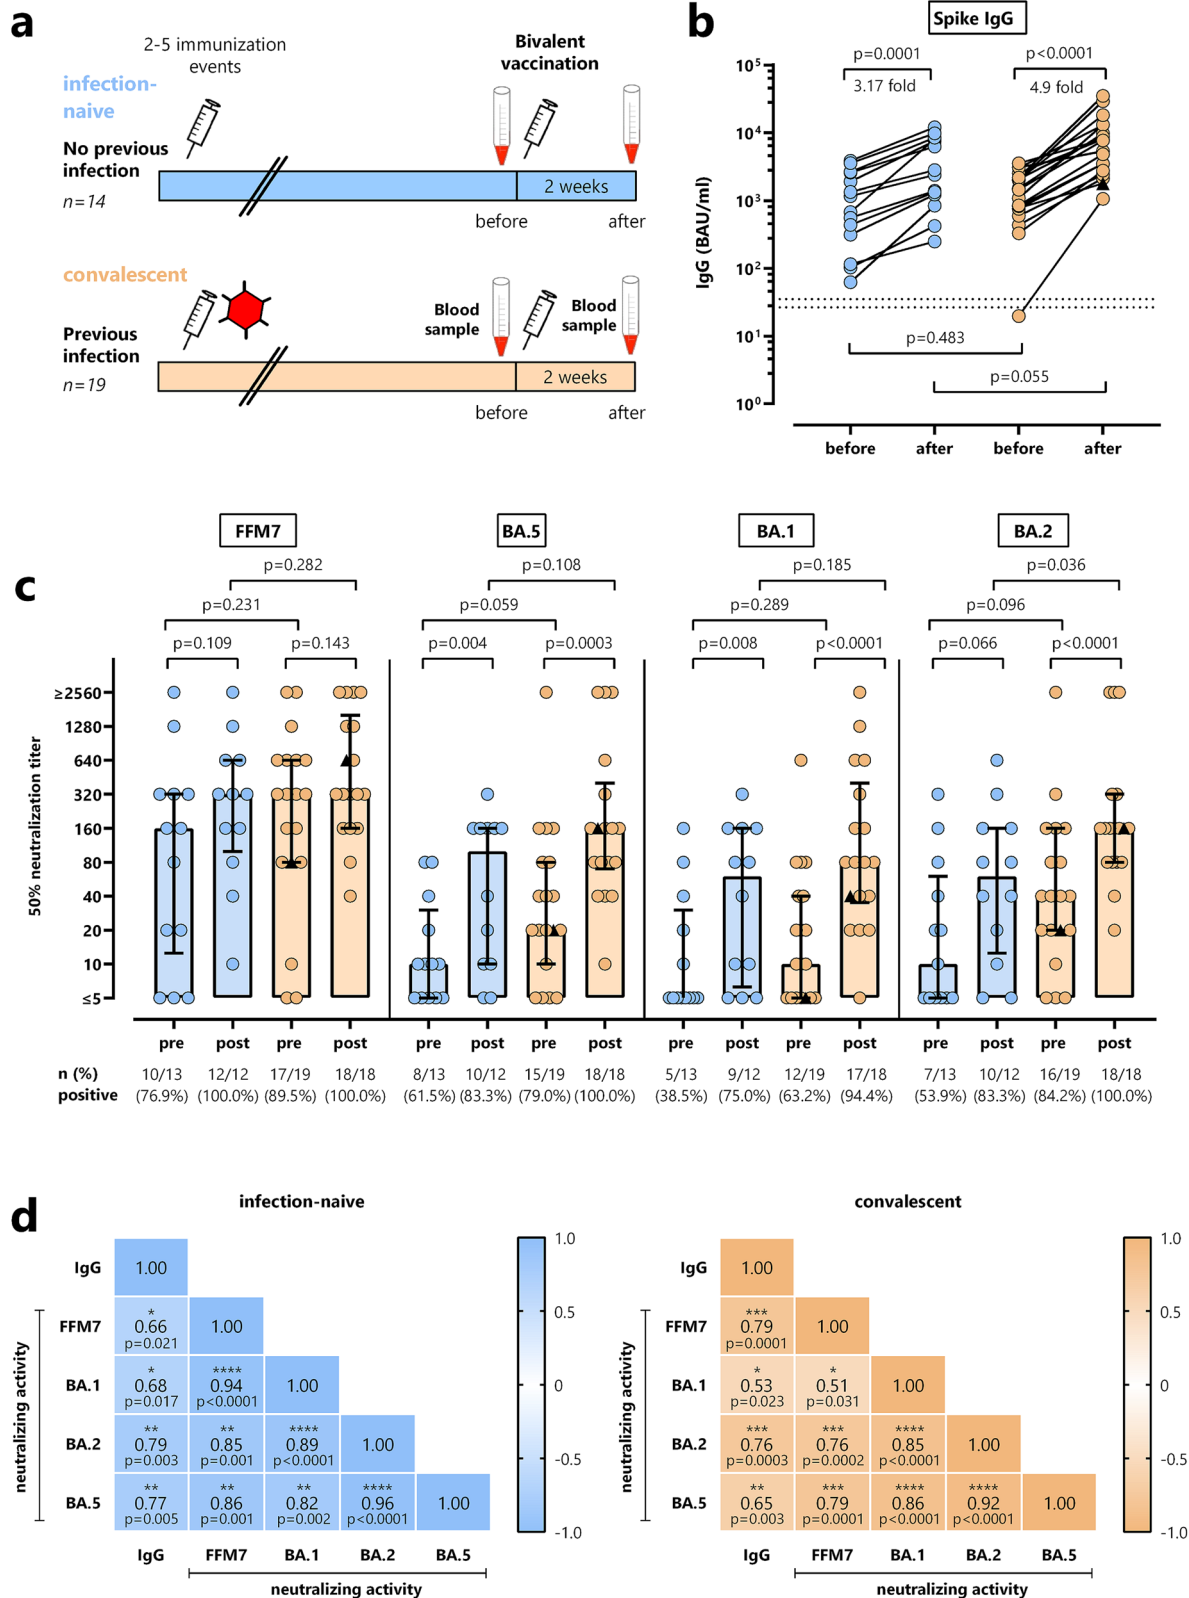 a
2-5 immunization
events
Bivalent
vaccination
infection-
naive
No previous
infection
n=14
2 weeks
before
after
convalescent
Previous
infection
n=19
Blood
sample
Blood
sample
2 weeks
before
after
b
Spike IgG
p=0.0001
p<0.0001
3.17 fold
4.9 fold
IgG (BAU/ml)
10⁵
10⁴
10³
10²
10¹
10⁰
p=0.483
p=0.055
before
after
before
after
c
FFM7
BA.5
BA.1
BA.2
p=0.282
p=0.108
p=0.185
p=0.036
p=0.231
p=0.059
p=0.289
p=0.096
p=0.109
p=0.143
p=0.004
p=0.0003
p=0.008
p<0.0001
p=0.066
p<0.0001
50% neutralization titer
≥2560
1280
640
320
160
80
40
20
10
≤5
pre post pre post pre post pre post pre post pre post pre post pre post
n (%) 10/13 12/12 17/19 18/18 8/13 10/12 15/19 18/18 5/13 9/12 12/19 17/18 7/13 10/12 16/19 18/18
positive (76.9%) (100.0%) (89.5%) (100.0%) (61.5%) (83.3%) (79.0%) (100.0%) (38.5%) (75.0%) (63.2%) (94.4%) (53.9%) (83.3%) (84.2%) (100.0%)
d
infection-naive
neutralizing activity
IgG 1.00
* 
FFM7 0.66 1.00
p=0.021
* ****
BA.1 0.68 0.94 1.00
p=0.017 p<0.0001
** ** ****
BA.2 0.79 0.85 0.89 1.00
p=0.003 p=0.001 p<0.0001
** ** ** ****
BA.5 0.77 0.86 0.82 0.96 1.00
p=0.005 p=0.001 p=0.002 p<0.0001
IgG FFM7 BA.1 BA.2 BA.5
neutralizing activity
1.0
0.5
0
-0.5
-1.0
convalescent
neutralizing activity
IgG 1.00
***
FFM7 0.79 1.00
p=0.0001
* *
BA.1 0.53 0.51 1.00
p=0.023 p=0.031
*** *** ****
BA.2 0.76 0.76 0.85 1.00
p=0.0003 p=0.0002 p<0.0001
** *** **** ****
BA.5 0.65 0.79 0.86 0.92 1.00
p=0.003 p=0.0001 p<0.0001 p<0.0001
IgG FFM7 BA.1 BA.2 BA.5
neutralizing activity
1.0
0.5
0
-0.5
-1.0